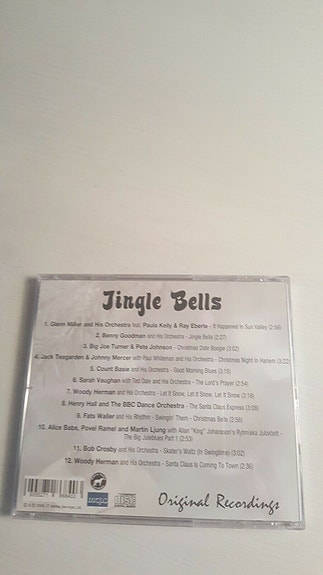 Jingle Bells
1. Glenn Miller and His Orchestra feat. Paula Kelly & Ray Eberle - It Happened In Sun Valley (2:58)
2. Benny Goodman and His Orchestra - Jingle Bells (2:27)
3. Big Joe Turner & Pete Johnson - Christmas Date Boogie (3:02)
4. Jack Teagarden & Johnny Mercer with Paul Whiteman and His Orchestra - Christmas Night In Harlem (3:22)
5. Count Basie and His Orchestra - Good Morning Blues (3:19)
6. Sarah Vaughan with Ted Dale and His Orchestra - The Lord's Prayer (2:54)
7. Woody Herman and His Orchestra - Let It Snow, Let It Snow, Let It Snow (3:16)
8. Henry Hall and The BBC Dance Orchestra - The Santa Claus Express (3:08)
9. Fats Waller and His Rhythm - Swingin' Them - Christmas Bells (2:58)
10. Alice Babs, Povel Ramel and Martin Ljung with Allan "King" Johansson's Rytmiska Julskött -
The Big Juleblues Part 1 (2:53)
11. Bob Crosby and His Orchestra - Skater's Waltz (In Swingtime) (3:02)
12. Woody Herman and His Orchestra - Santa Claus Is Coming To Town (2:36)
Original Recordings